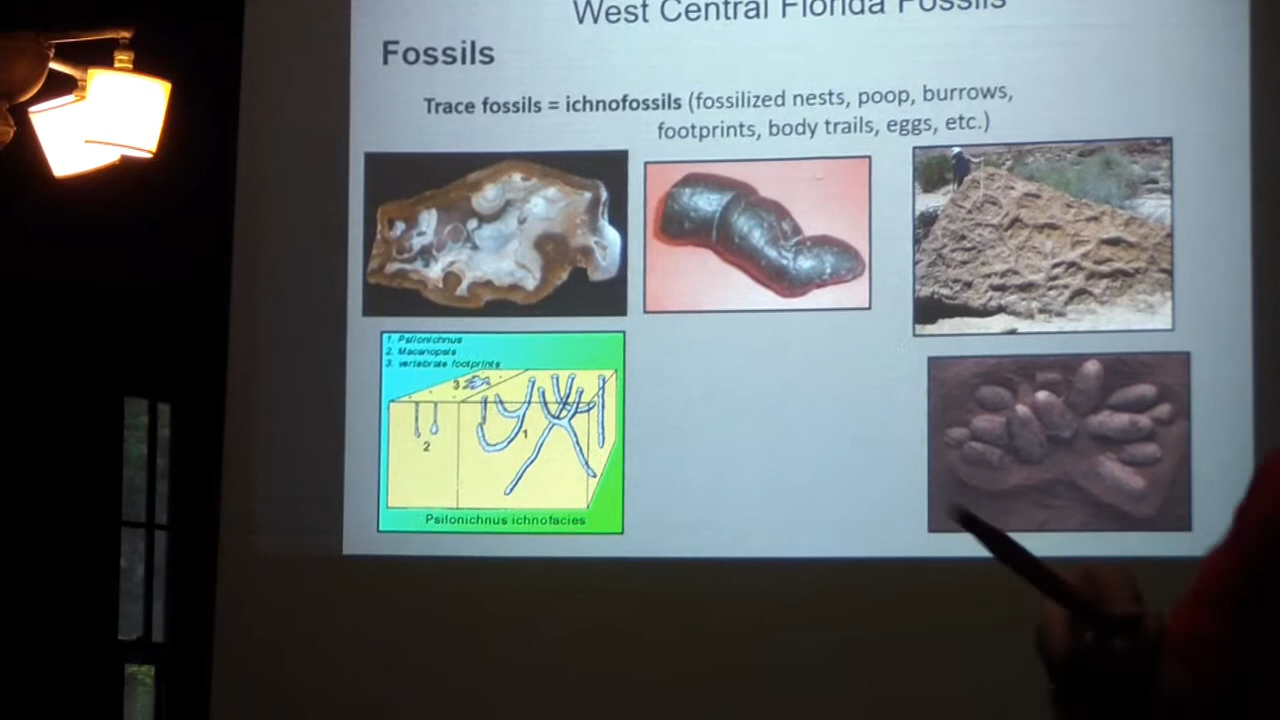 West Central Florida Fossils
Fossils
Trace fossils = ichnofossils (fossilized nests, poop, burrows,
footprints, body trails, eggs, etc.)
1. Psilonichnus
2. Macanopsis
3. vertebrate footprints
3
1
2
Psilonichnus ichnofacies